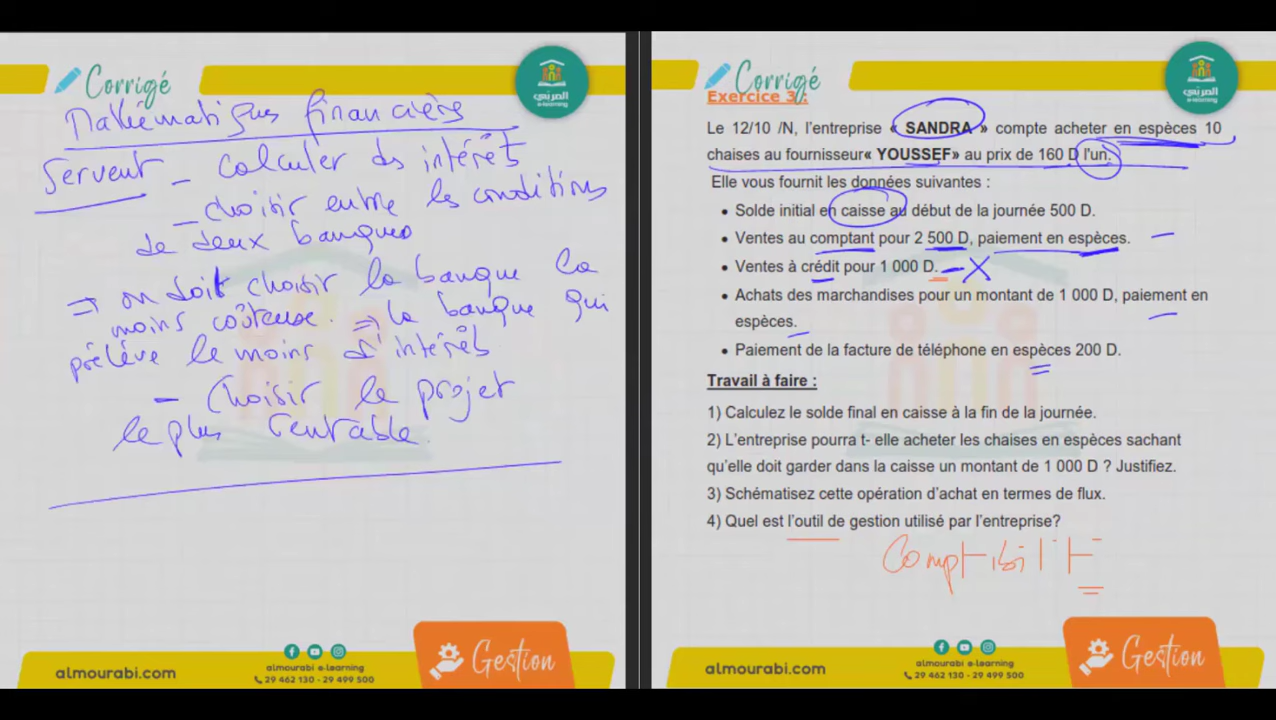 Corrigé
المربي
e-learning
Mathématiques financière
Servent - calculer des intérêt
- choisir entre les conditions
de deux banques
⇒ on doit choisir la banque la
moins coûteuse. ⇒ la banque qui
prélève le moins d'intérêts
- Choisir le projet
le plus rentable.
almourabi.com
almourabi e-learning
29 462 130 - 29 499 500
Gestion
Corrigé
المربي
e-learning
Exercice 3 :
Le 12/10 /N, l'entreprise « SANDRA » compte acheter en espèces 10
chaises au fournisseur« YOUSSEF» au prix de 160 D l'un.
Elle vous fournit les données suivantes :
• Solde initial en caisse au début de la journée 500 D.
• Ventes au comptant pour 2 500 D, paiement en espèces.
• Ventes à crédit pour 1 000 D.
• Achats des marchandises pour un montant de 1 000 D, paiement en
espèces.
• Paiement de la facture de téléphone en espèces 200 D.
Travail à faire :
1) Calculez le solde final en caisse à la fin de la journée.
2) L'entreprise pourra t- elle acheter les chaises en espèces sachant
qu'elle doit garder dans la caisse un montant de 1 000 D ? Justifiez.
3) Schématisez cette opération d'achat en termes de flux.
4) Quel est l'outil de gestion utilisé par l'entreprise?
almourabi.com
almourabi e-learning
29 462 130 - 29 499 500
Gestion